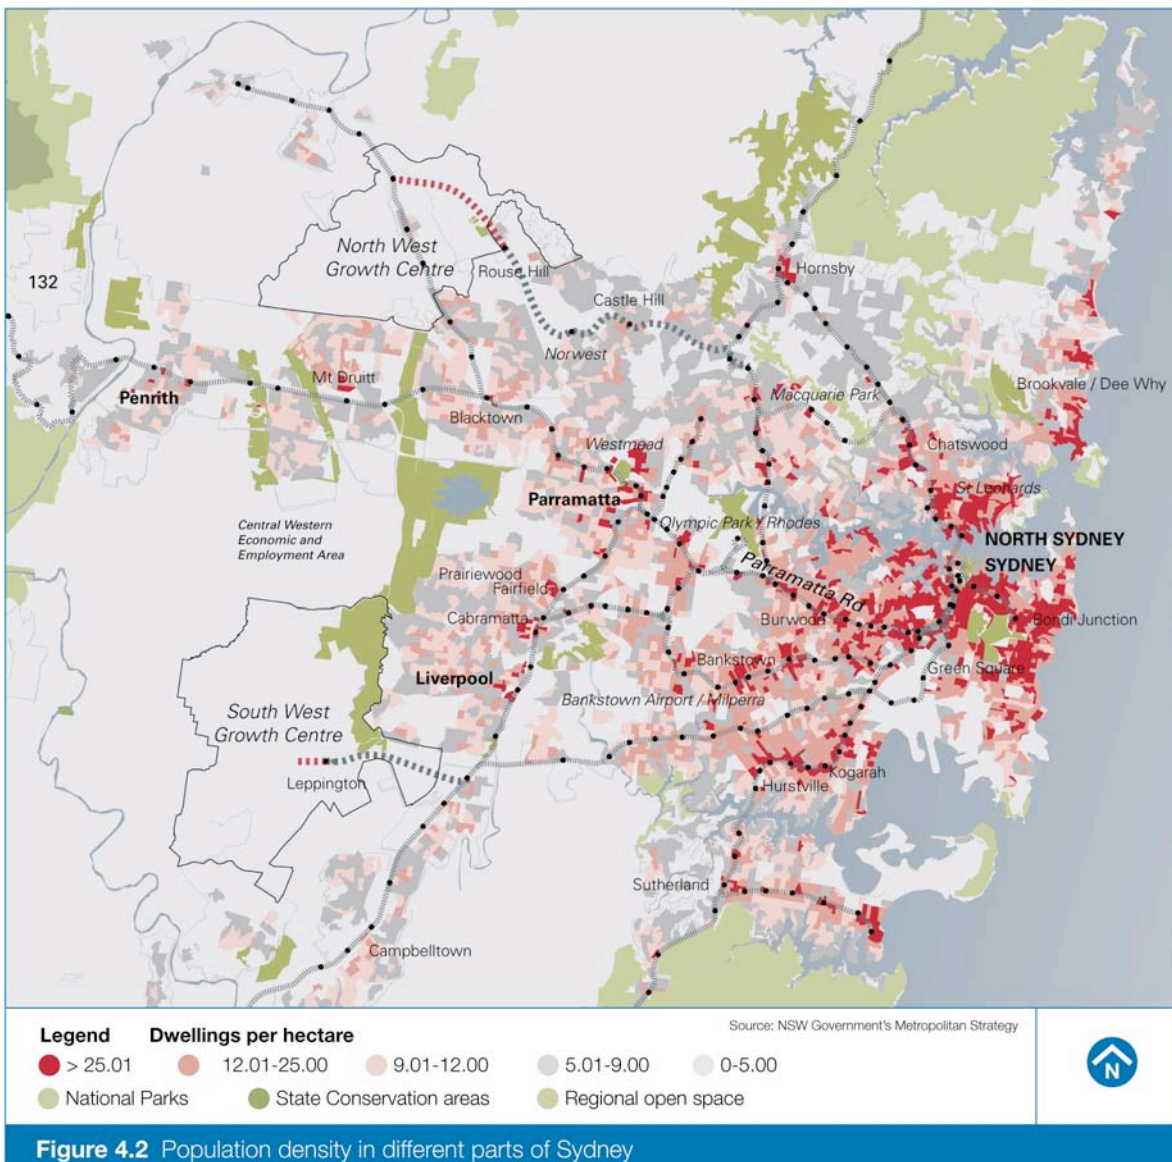 132
North West
Growth Centre
Rouse Hill
Hornsby
Castle Hill
Norwest
Mt Druitt
Penrith
Brookvale / Dee Why
Macquarie Park
Blacktown
Chatswood
Westmead
St Leonards
Parramatta
Olympic Park / Rhodes
Central Western
Economic and
Employment Area
NORTH SYDNEY
SYDNEY
Parramatta Rd
Prairiewood
Fairfield
Cabramatta
Burwood
Bondi Junction
Bankstown
Green Square
Liverpool
Bankstown Airport / Milperra
South West
Growth Centre
Leppington
Kogarah
Hurstville
Sutherland
Campbelltown
Legend Dwellings per hectare
Source: NSW Government's Metropolitan Strategy
> 25.01 12.01-25.00 9.01-12.00 5.01-9.00 0-5.00
National Parks State Conservation areas Regional open space
N
Figure 4.2 Population density in different parts of Sydney